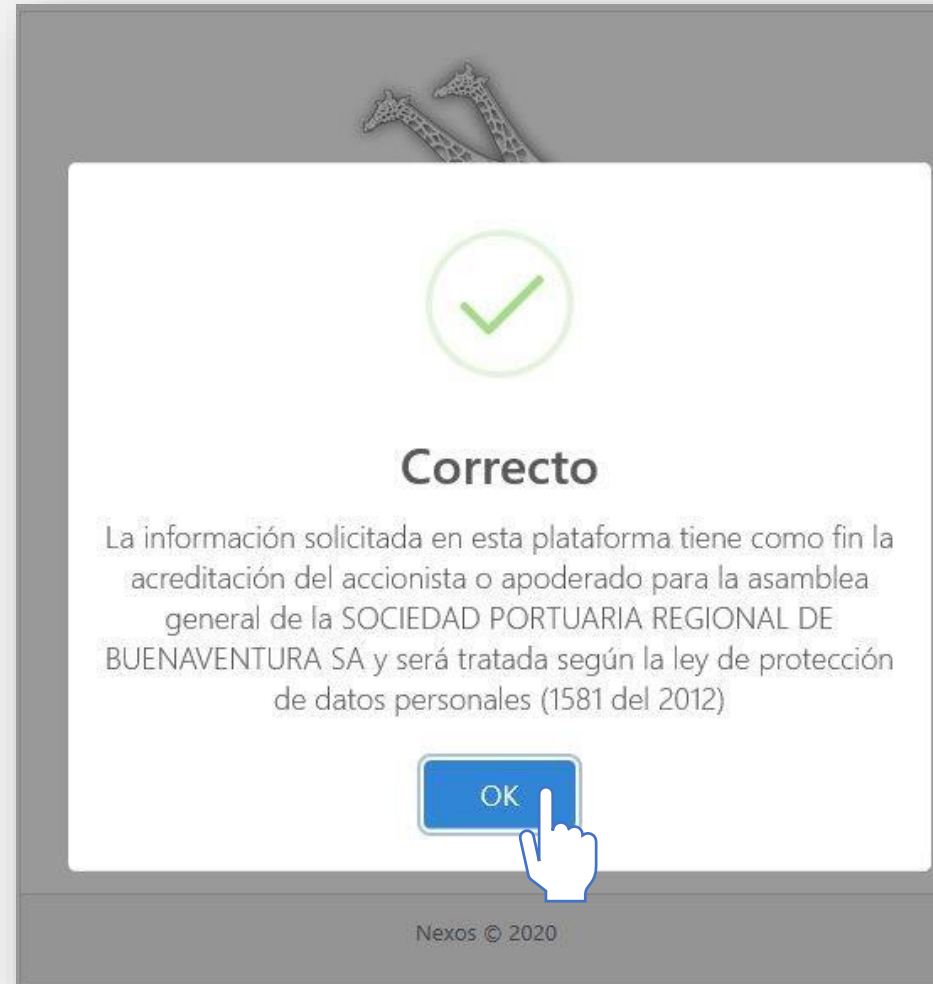 Correcto
La información solicitada en esta plataforma tiene como fin la
acreditación del accionista o apoderado para la asamblea
general de la SOCIEDAD PORTUARIA REGIONAL DE
BUENAVENTURA SA y será tratada según la ley de protección
de datos personales (1581 del 2012)
OK
Nexos © 2020